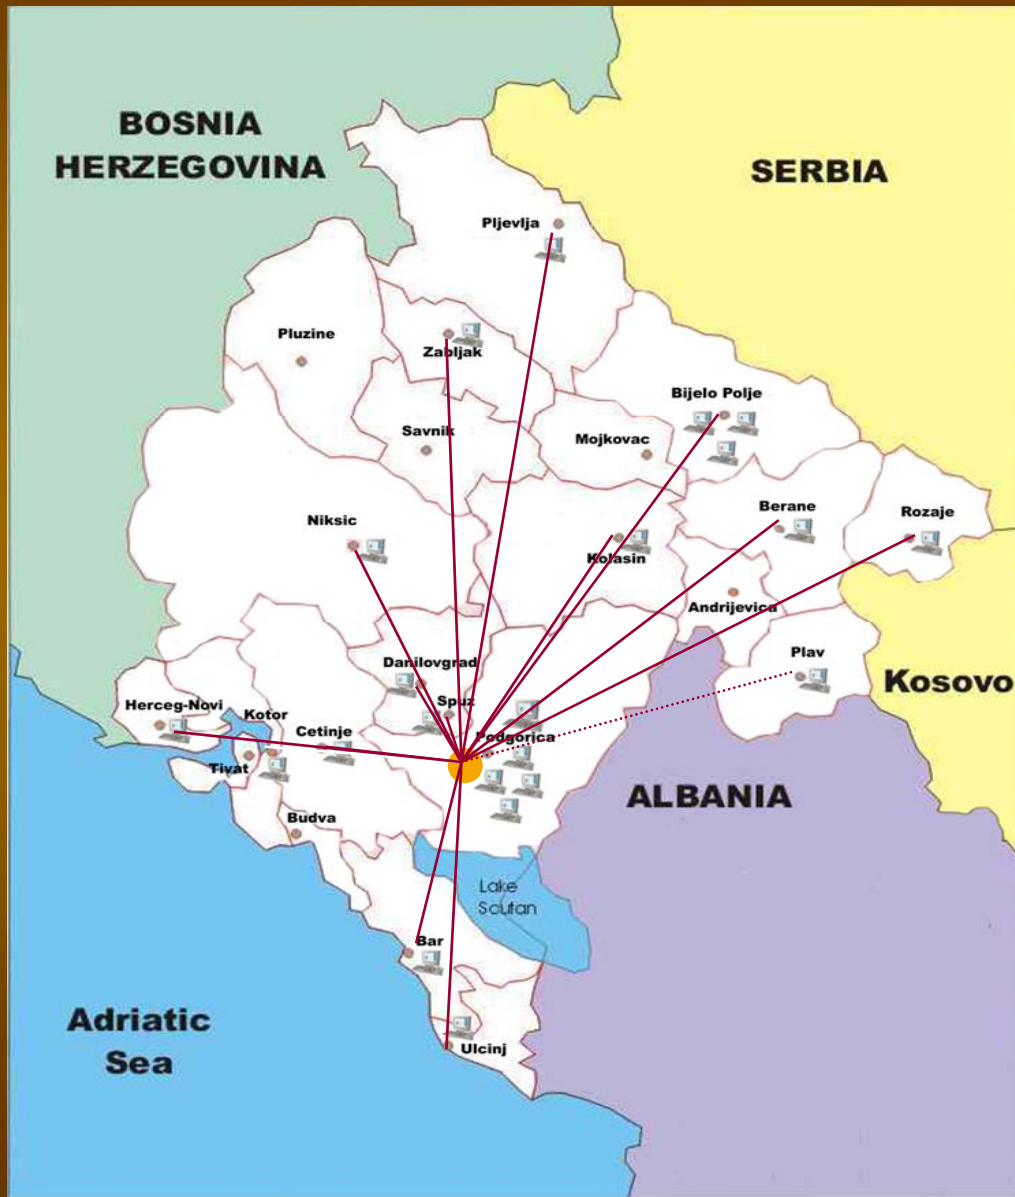 BOSNIA
HERZEGOVINA
SERBIA
Pljevlja
Pluzine
Zabljak
Bijelo Polje
Savnik
Mojkovac
Niksic
Berane
Rozaje
Kolasin
Andrijevica
Danilovgrad
Plav
Kosovo
Spuz
Herceg-Novi
Kotor
Cetinje
Podgorica
Tivat
ALBANIA
Budva
Lake
Scutan
Bar
Adriatic
Sea
Ulcinj